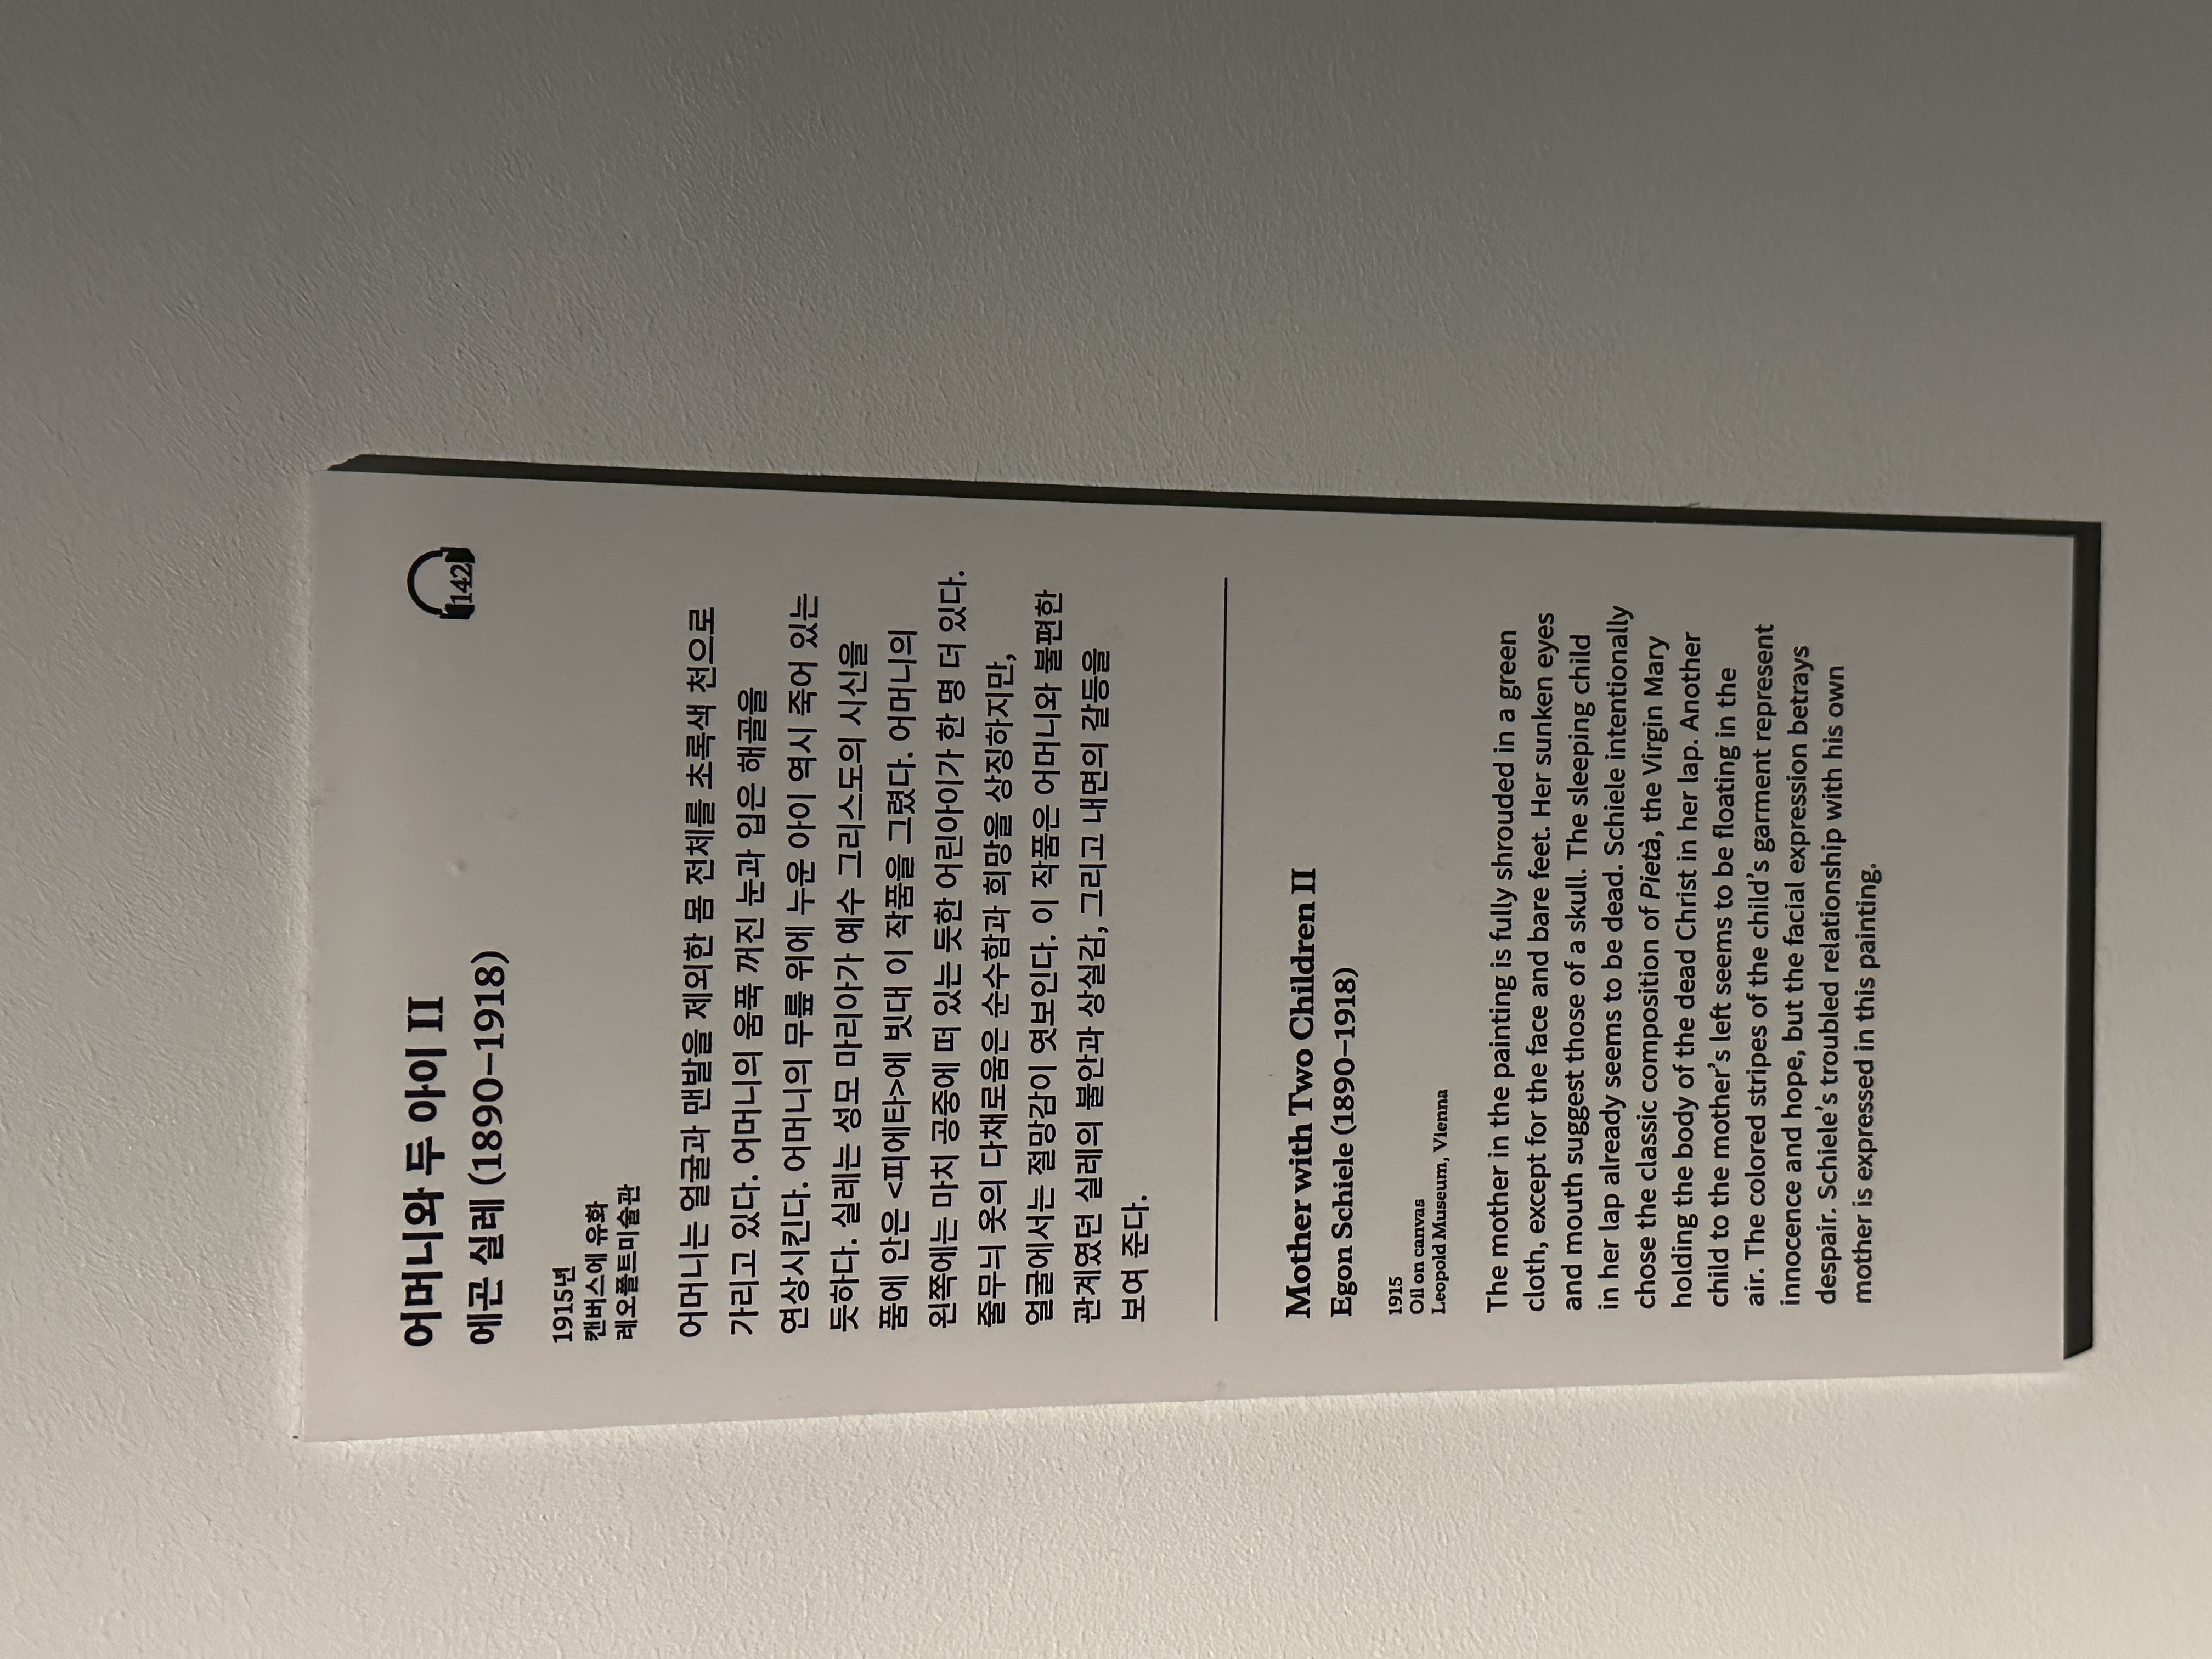 어머니와 두 아이 II
142
에곤 실레 (1890–1918)
1915년
캔버스에 유화
레오폴트미술관
어머니는 얼굴과 맨발을 제외한 몸 전체를 초록색 천으로
가리고 있다. 어머니의 움푹 꺼진 눈과 입은 해골을
연상시킨다. 어머니의 무릎 위에 누운 아이 역시 죽어 있는
듯하다. 실레는 성모 마리아가 예수 그리스도의 시신을
품에 안은 <피에타>에 빗대 이 작품을 그렸다. 어머니의
왼쪽에는 마치 공중에 떠 있는 듯한 어린아이가 한 명 더 있다.
줄무늬 옷의 다채로움은 순수함과 희망을 상징하지만,
얼굴에서는 절망감이 엿보인다. 이 작품은 어머니와 불편한
관계였던 실레의 불안과 상실감, 그리고 내면의 갈등을
보여 준다.
Mother with Two Children II
Egon Schiele (1890–1918)
1915
Oil on canvas
Leopold Museum, Vienna
The mother in the painting is fully shrouded in a green
cloth, except for the face and bare feet. Her sunken eyes
and mouth suggest those of a skull. The sleeping child
in her lap already seems to be dead. Schiele intentionally
chose the classic composition of Pietà, the Virgin Mary
holding the body of the dead Christ in her lap. Another
child to the mother's left seems to be floating in the
air. The colored stripes of the child's garment represent
innocence and hope, but the facial expression betrays
despair. Schiele's troubled relationship with his own
mother is expressed in this painting.